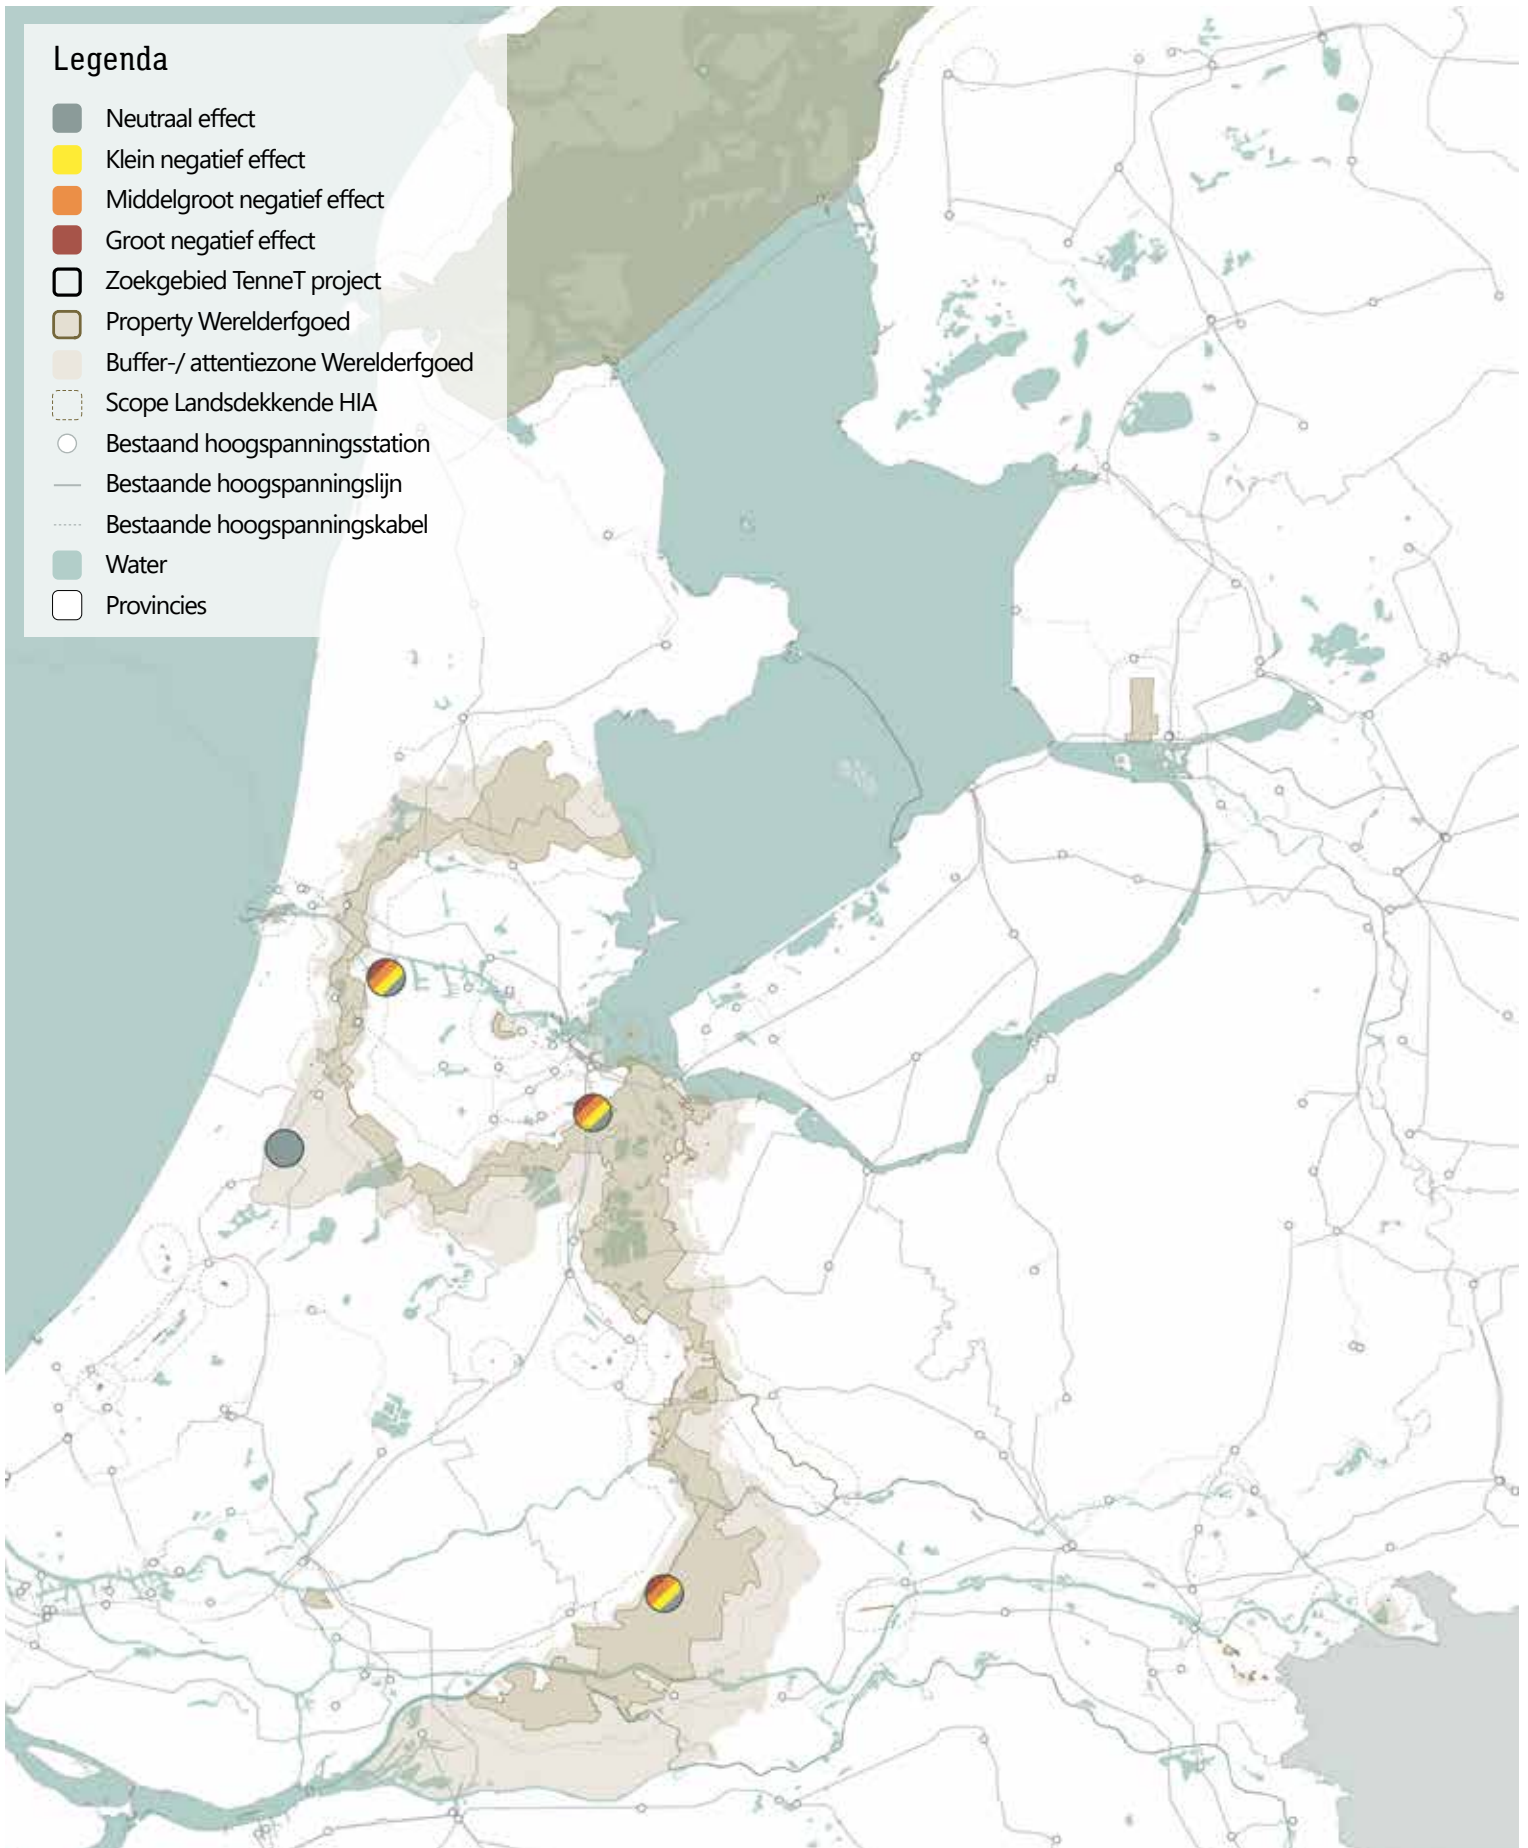 Legenda
Neutraal effect
Klein negatief effect
Middelgroot negatief effect
Groot negatief effect
Zoekgebied TenneT project
Property Werelderfgoed
Buffer-/ attentiezone Werelderfgoed
Scope Landsdekkende HIA
Bestaand hoogspanningsstation
Bestaande hoogspanningslijn
Bestaande hoogspanningskabel
Water
Provincies